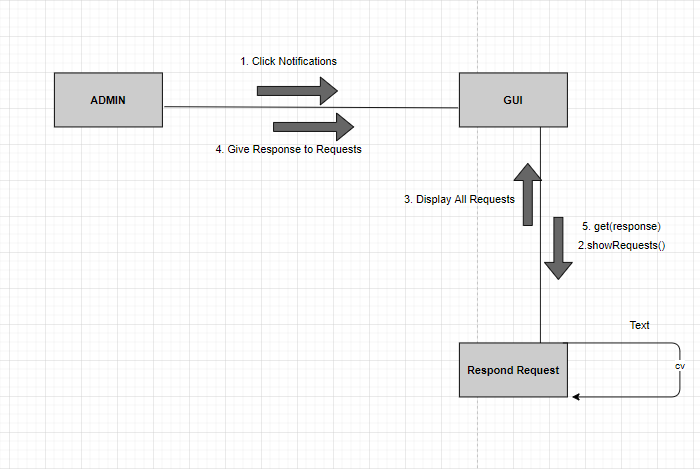 1. Click Notifications
ADMIN
GUI
4. Give Response to Requests
3. Display All Requests
5. get(response)
2.showRequests()
Text
cv
Respond Request